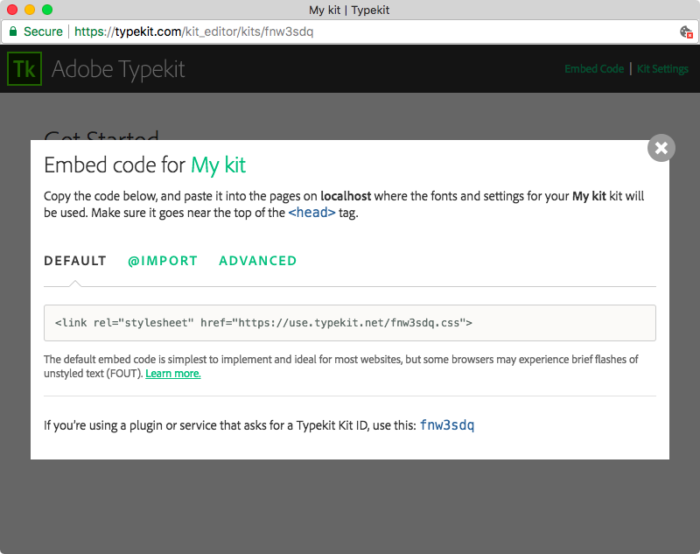 My kit | Typekit
Secure | https://typekit.com/kit_editor/kits/fnw3sdq
Tk Adobe Typekit Embed Code | Kit Settings
Get Started
Embed code for My kit
Copy the code below, and paste it into the pages on localhost where the fonts and settings for your My kit kit will
be used. Make sure it goes near the top of the <head> tag.
DEFAULT @IMPORT ADVANCED
<link rel="stylesheet" href="https://use.typekit.net/fnw3sdq.css">
The default embed code is simplest to implement and ideal for most websites, but some browsers may experience brief flashes of
unstyled text (FOUT). Learn more.
If you’re using a plugin or service that asks for a Typekit Kit ID, use this: fnw3sdq